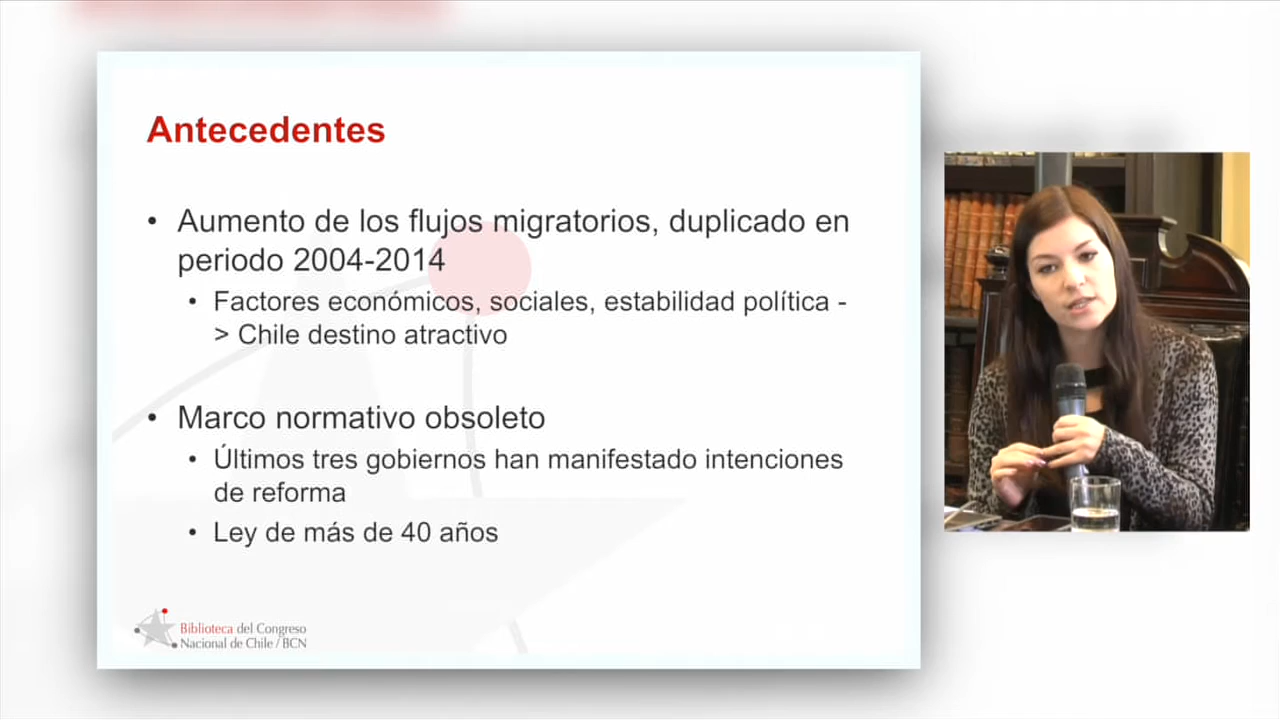 Antecedentes
• Aumento de los flujos migratorios, duplicado en
periodo 2004-2014
• Factores económicos, sociales, estabilidad política -
> Chile destino atractivo
• Marco normativo obsoleto
• Últimos tres gobiernos han manifestado intenciones
de reforma
• Ley de más de 40 años
Biblioteca del Congreso
Nacional de Chile / BCN